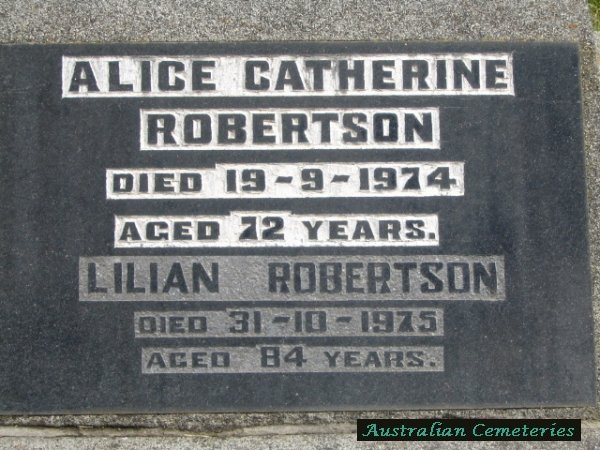 ALICE CATHERINE
ROBERTSON
DIED 19-9-1974
AGED 72 YEARS.
LILIAN ROBERTSON
DIED 31-10-1975
AGED 84 YEARS.
Australian Cemeteries